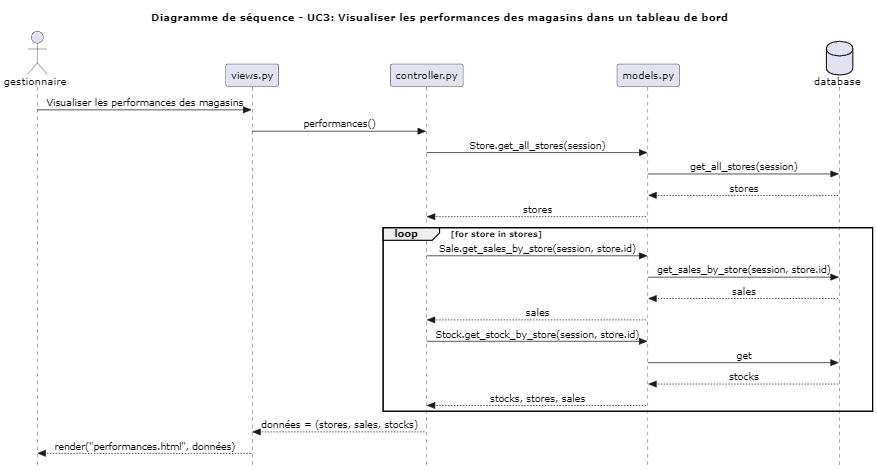 Diagramme de séquence - UC3: Visualiser les performances des magasins dans un tableau de bord
gestionnaire
views.py
controller.py
models.py
database
Visualiser les performances des magasins
performances()
Store.get_all_stores(session)
get_all_stores(session)
stores
stores
loop [for store in stores]
Sale.get_sales_by_store(session, store.id)
get_sales_by_store(session, store.id)
sales
sales
Stock.get_stock_by_store(session, store.id)
get
stocks
stocks, stores, sales
données = (stores, sales, stocks)
render("performances.html", données)